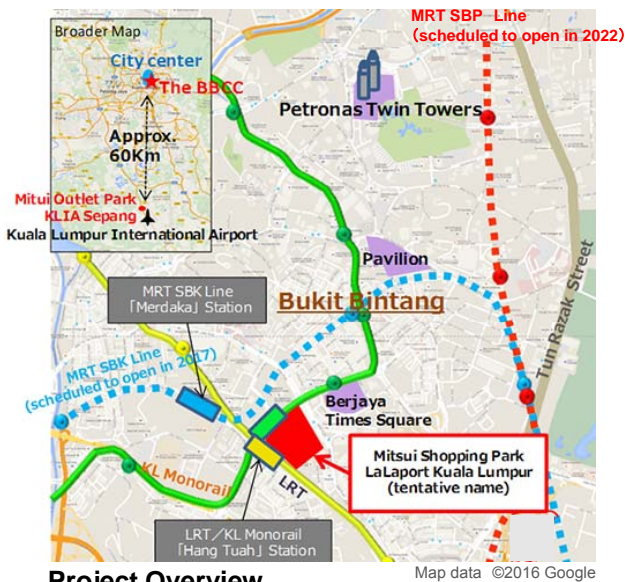 MRT SBP Line
(scheduled to open in 2022)
Broader Map
City center
The BBCC
Approx.
60Km
Mitui Outlet Park
KLIA Sepang
Kuala Lumpur International Airport
Petronas Twin Towers
Pavilion
MRT SBK Line
「Merdaka」Station
Bukit Bintang
Tun Razak Street
MRT SBK Line
(scheduled to open in 2017)
Berjaya
Times Square
Mitsui Shopping Park
LaLaport Kuala Lumpur
(tentative name)
KL Monorail
LRT
LRT／KL Monorail
「Hang Tuah」Station
Map data ©2016 Google
Project Overview